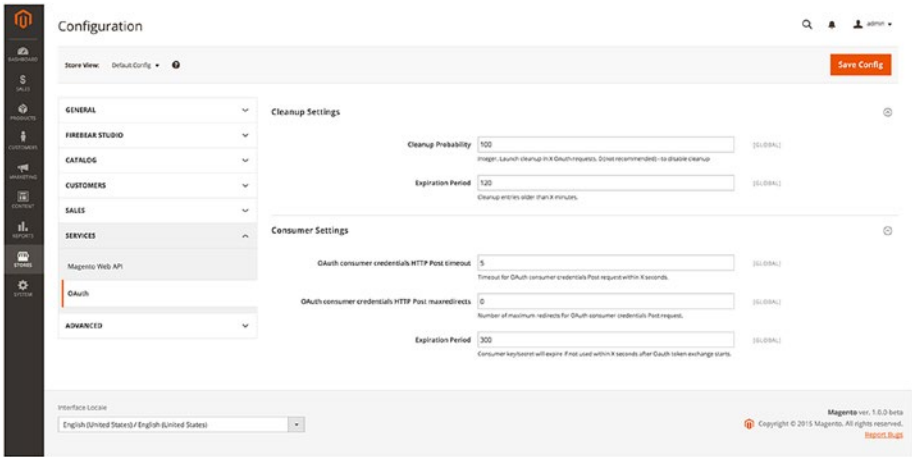 Configuration
admin
DASHBOARD
SALES
PRODUCTS
CUSTOMERS
MARKETING
CONTENT
REPORTS
STORES
SYSTEM
Store View: Default Config
Save Config
GENERAL
FIREBEAR STUDIO
CATALOG
CUSTOMERS
SALES
SERVICES
Magento Web API
OAuth
ADVANCED
Cleanup Settings
Cleanup Probability 100 [GLOBAL]
Integer. Launch cleanup in X OAuth requests. 0 (not recommended) - to disable cleanup
Expiration Period 120 [GLOBAL]
Cleanup entries older than X minutes.
Consumer Settings
OAuth consumer credentials HTTP Post timeout 5 [GLOBAL]
Timeout for OAuth consumer credentials Post request within X seconds.
OAuth consumer credentials HTTP Post maxredirects 0 [GLOBAL]
Number of maximum redirects for OAuth consumer credentials Post request.
Expiration Period 300 [GLOBAL]
Consumer key/secret will expire if not used within X seconds after Oauth token exchange starts.
Interface Locale
English (United States) / English (United States)
Magento ver. 1.0.0-beta
Copyright © 2015 Magento. All rights reserved.
Report Bugs